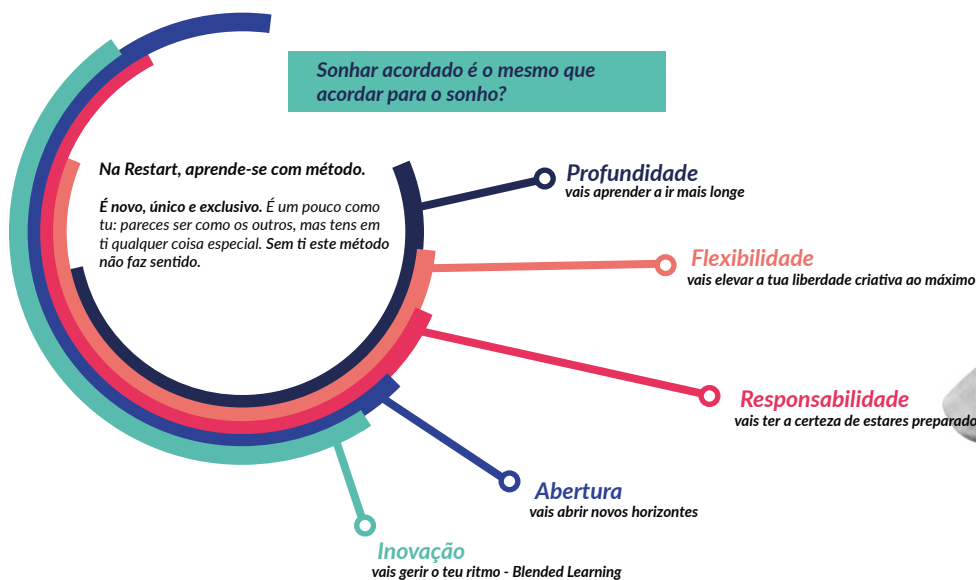 Sonhar acordado é o mesmo que
acordar para o sonho?
Na Restart, aprende-se com método.
É novo, único e exclusivo. É um pouco como
tu: pareces ser como os outros, mas tens em
ti qualquer coisa especial. Sem ti este método
não faz sentido.
Profundidade
vais aprender a ir mais longe
Flexibilidade
vais elevar a tua liberdade criativa ao máximo
Responsabilidade
vais ter a certeza de estares preparado
Abertura
vais abrir novos horizontes
Inovação
vais gerir o teu ritmo - Blended Learning